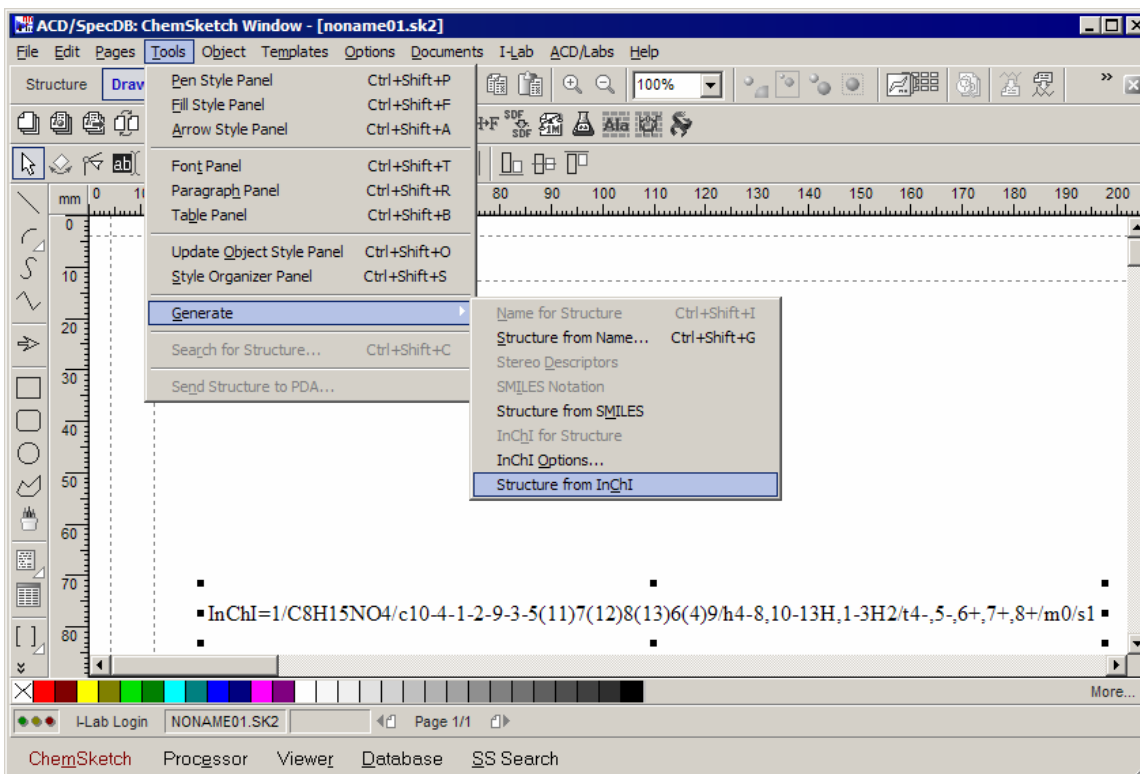 ACD/SpecDB: ChemSketch Window - [noname01.sk2]
File Edit Pages Tools Object Templates Options Documents I-Lab ACD/Labs Help
Structure Draw 100% »
Pen Style Panel Ctrl+Shift+P
Fill Style Panel Ctrl+Shift+F
Arrow Style Panel Ctrl+Shift+A
Font Panel Ctrl+Shift+T
Paragraph Panel Ctrl+Shift+R
Table Panel Ctrl+Shift+B
Update Object Style Panel Ctrl+Shift+O
Style Organizer Panel Ctrl+Shift+S
Generate
Search for Structure... Ctrl+Shift+C
Send Structure to PDA...
SDF
SDF
Ala
ab
mm 0 10 80 90 100 110 120 130 140 150 160 170 180 190 200
0
10
20
30
40
50
60
70
80
Name for Structure Ctrl+Shift+I
Structure from Name... Ctrl+Shift+G
Stereo Descriptors
SMILES Notation
Structure from SMILES
InChI for Structure
InChI Options...
Structure from InChI
InChI=1/C8H15NO4/c10-4-1-2-9-3-5(11)7(12)8(13)6(4)9/h4-8,10-13H,1-3H2/t4-,5-,6+,7+,8+/m0/s1
More...
I-Lab Login NONAME01.SK2 Page 1/1
ChemSketch Processor Viewer Database SS Search